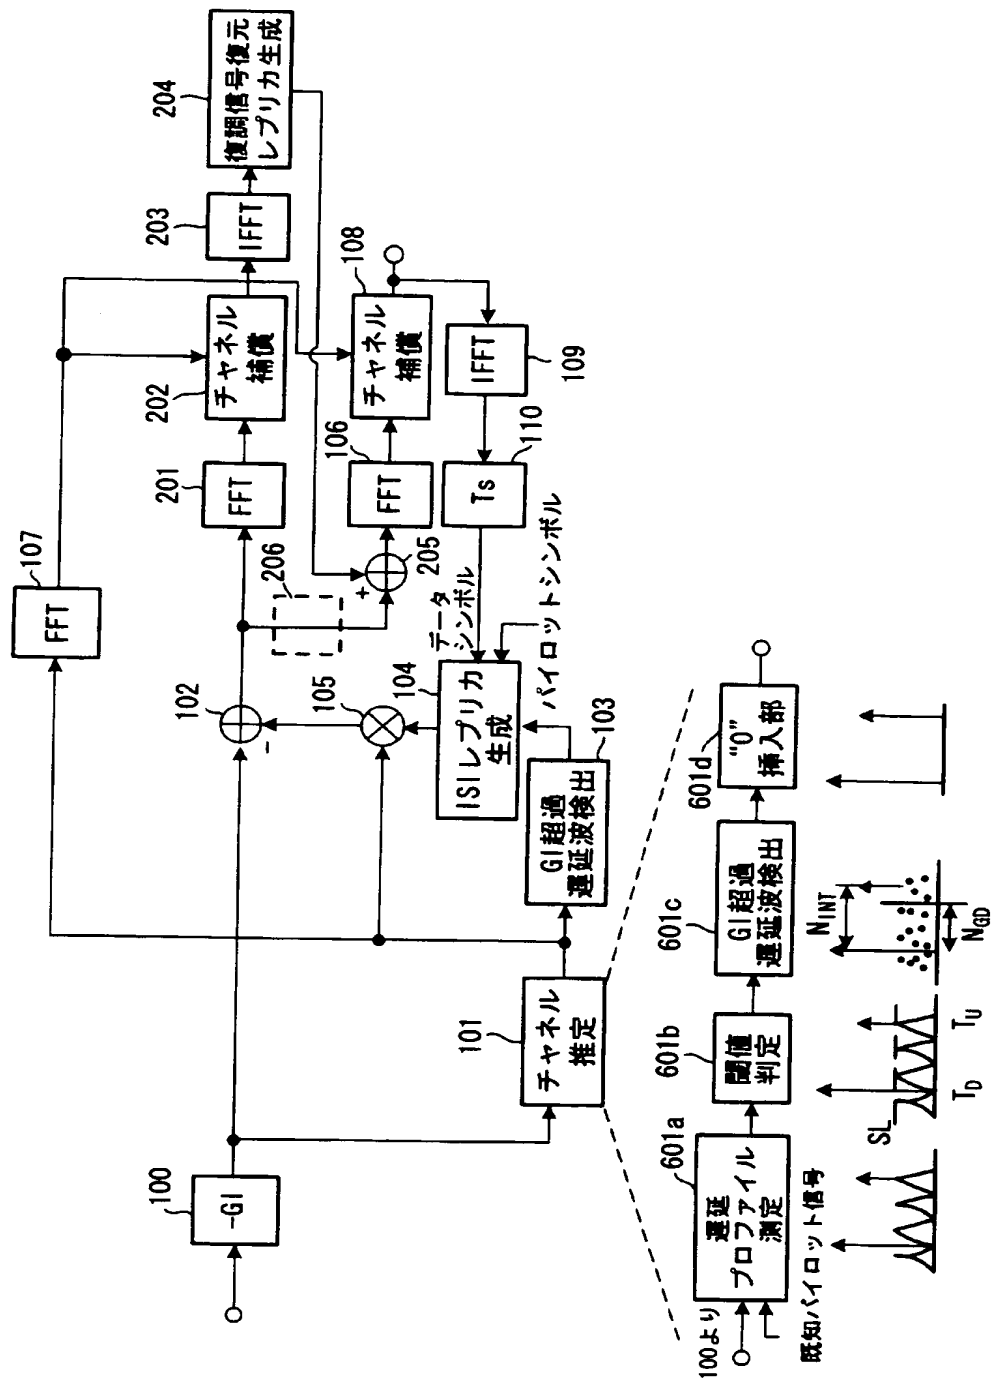 107
FFT
204
復調信号復元
レプリカ生成
203
IFFT
202
チャネル
補償
201
FFT
206
108
チャネル
補償
106
FFT
205
+
IFFT
109
110
Ts
データ
シンボル
パイロットシンボル
102
-
105
104
ISIレプリカ
生成
103
GI超過
遅延波検出
100
-GI
101
チャネル
推定
601a
遅延
プロファイル
測定
100より
既知パイロット信号
601b
閾値
判定
601c
GI超過
遅延波検出
601d
“0”
挿入部
SL
TD
TU
NINT
NGD